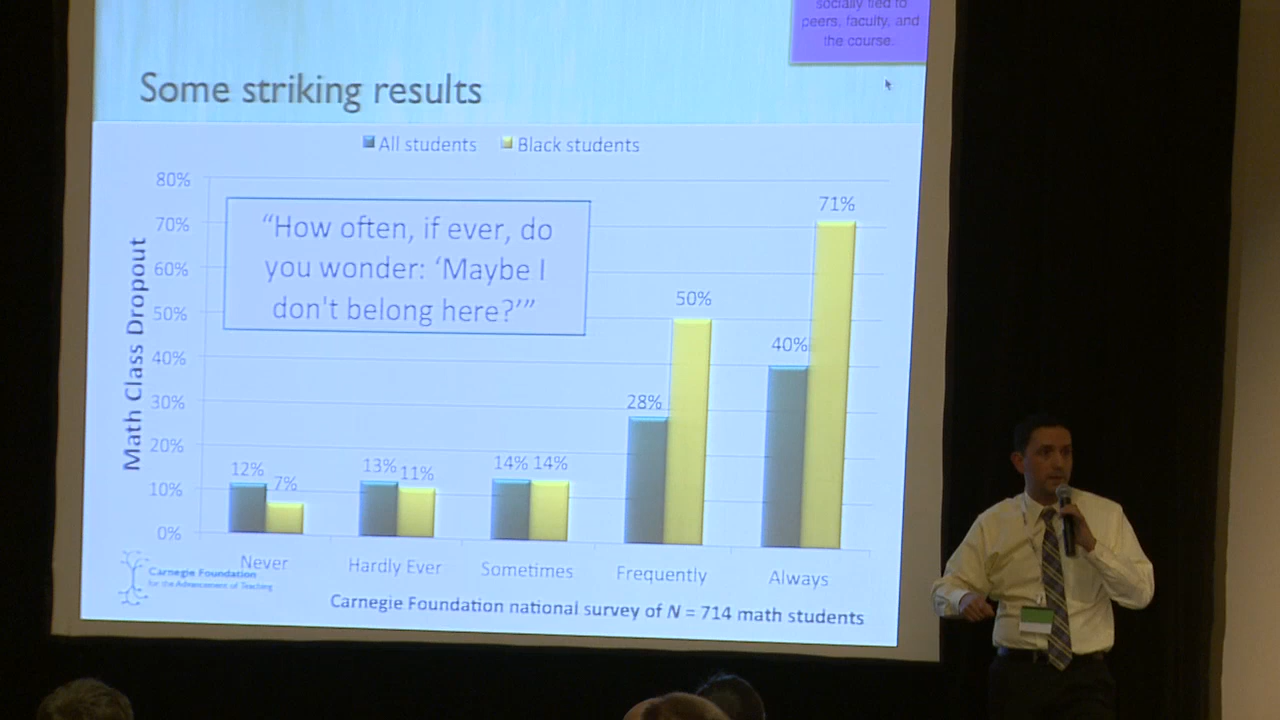 socially tied to
peers, faculty, and
the course.
Some striking results
All students
Black students
Math Class Dropout
80%
70%
60%
50%
40%
30%
20%
10%
0%
“How often, if ever, do
you wonder: ‘Maybe I
don't belong here?’”
12%
7%
13%
11%
14%
14%
28%
50%
40%
71%
Never
Hardly Ever
Sometimes
Frequently
Always
Carnegie Foundation
for the Advancement of Teaching
Carnegie Foundation national survey of N = 714 math students